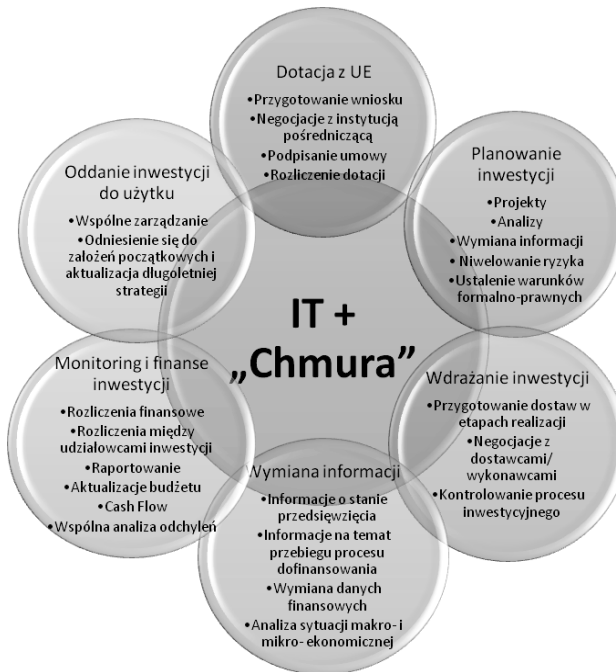 Dotacja z UE
•Przygotowanie wniosku
•Negocjacje z instytucją
pośredniczącą
•Podpisanie umowy
•Rozliczenie dotacji
Planowanie
inwestycji
•Projekty
•Analizy
•Wymiana informacji
•Niwelowanie ryzyka
•Ustalenie warunków
formalno-prawnych
Wdrażanie inwestycji
•Przygotowanie dostaw w
etapach realizacji
•Negocjacje z
dostawcami/
wykonawcami
•Kontrolowanie procesu
inwestycyjnego
Wymiana informacji
•Informacje o stanie
przedsięwzięcia
•Informacje na temat
przebiegu procesu
dofinansowania
•Wymiana danych
finansowych
•Analiza sytuacji makro- i
mikro- ekonomicznej
Monitoring i finanse
inwestycji
•Rozliczenia finansowe
•Rozliczenia między
udziałowcami inwestycji
•Raportowanie
•Aktualizacje budżetu
•Cash Flow
•Wspólna analiza odchyleń
Oddanie inwestycji
do użytku
•Wspólne zarządzanie
•Odniesienie się do
założeń początkowych i
aktualizacja długoletniej
strategii
IT +
„Chmura”